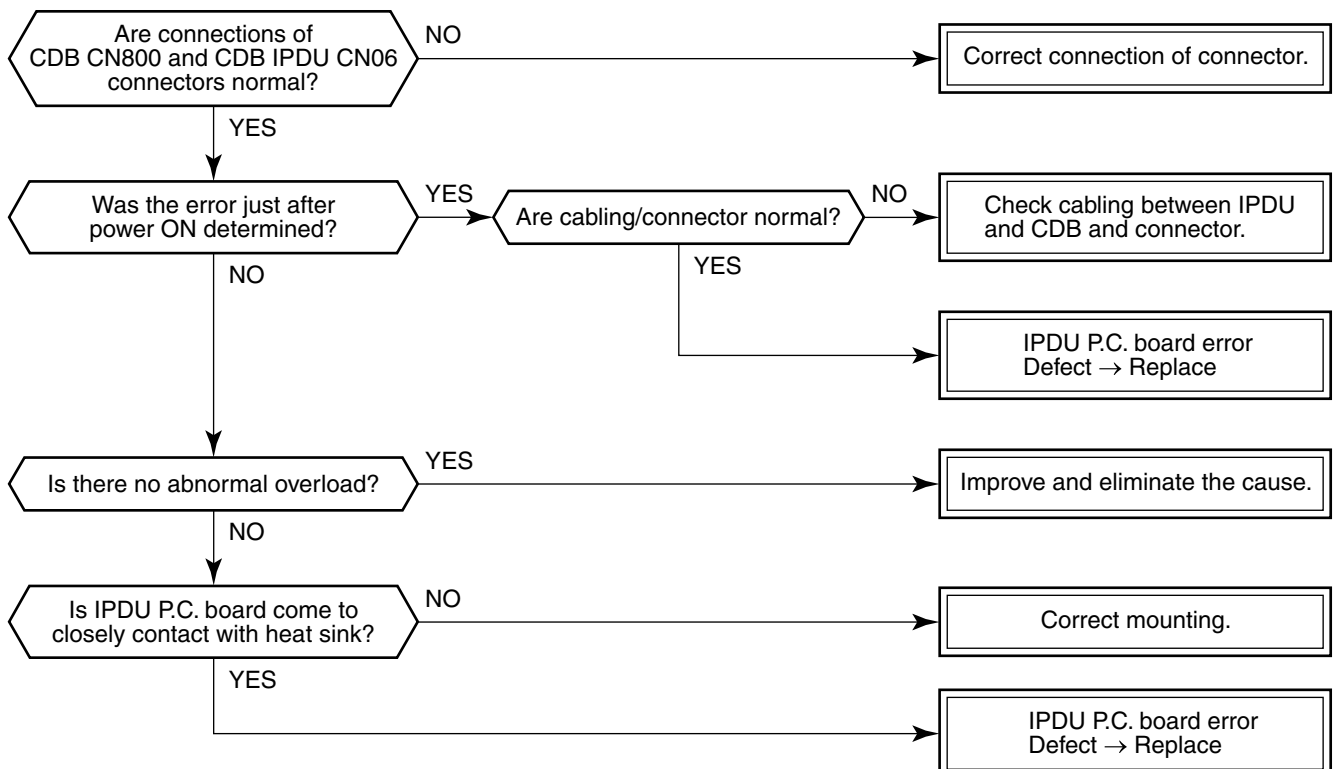 Are connections of
CDB CN800 and CDB IPDU CN06
connectors normal?
NO
Correct connection of connector.
YES
Was the error just after
power ON determined?
YES
Are cabling/connector normal?
NO
Check cabling between IPDU
and CDB and connector.
NO
YES
IPDU P.C. board error
Defect → Replace
Is there no abnormal overload?
YES
Improve and eliminate the cause.
NO
Is IPDU P.C. board come to
closely contact with heat sink?
NO
Correct mounting.
YES
IPDU P.C. board error
Defect → Replace